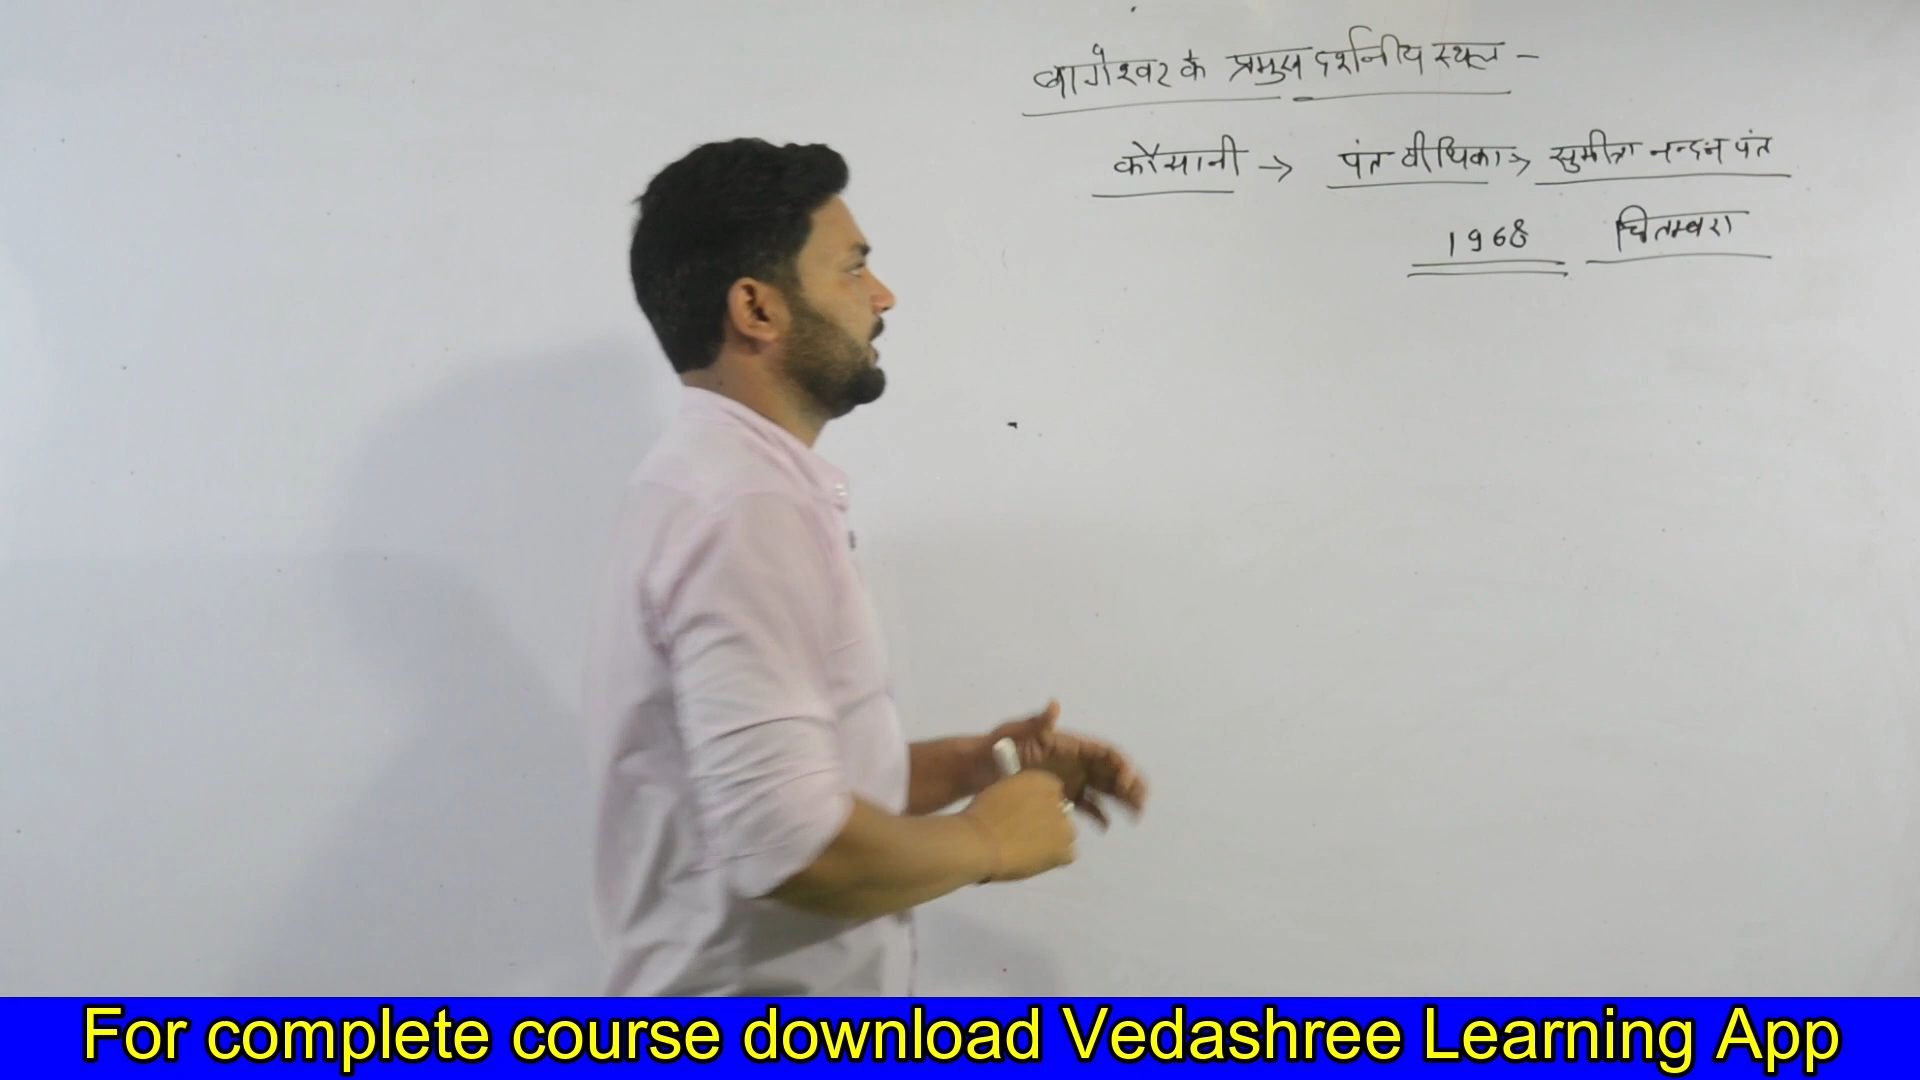 बागेश्वर के प्रमुख दर्शनीय स्थल –
कौसानी → पंत वीथिका → सुमीत्रा नन्दन पंत
1968 चितम्बरा
For complete course download Vedashree Learning App